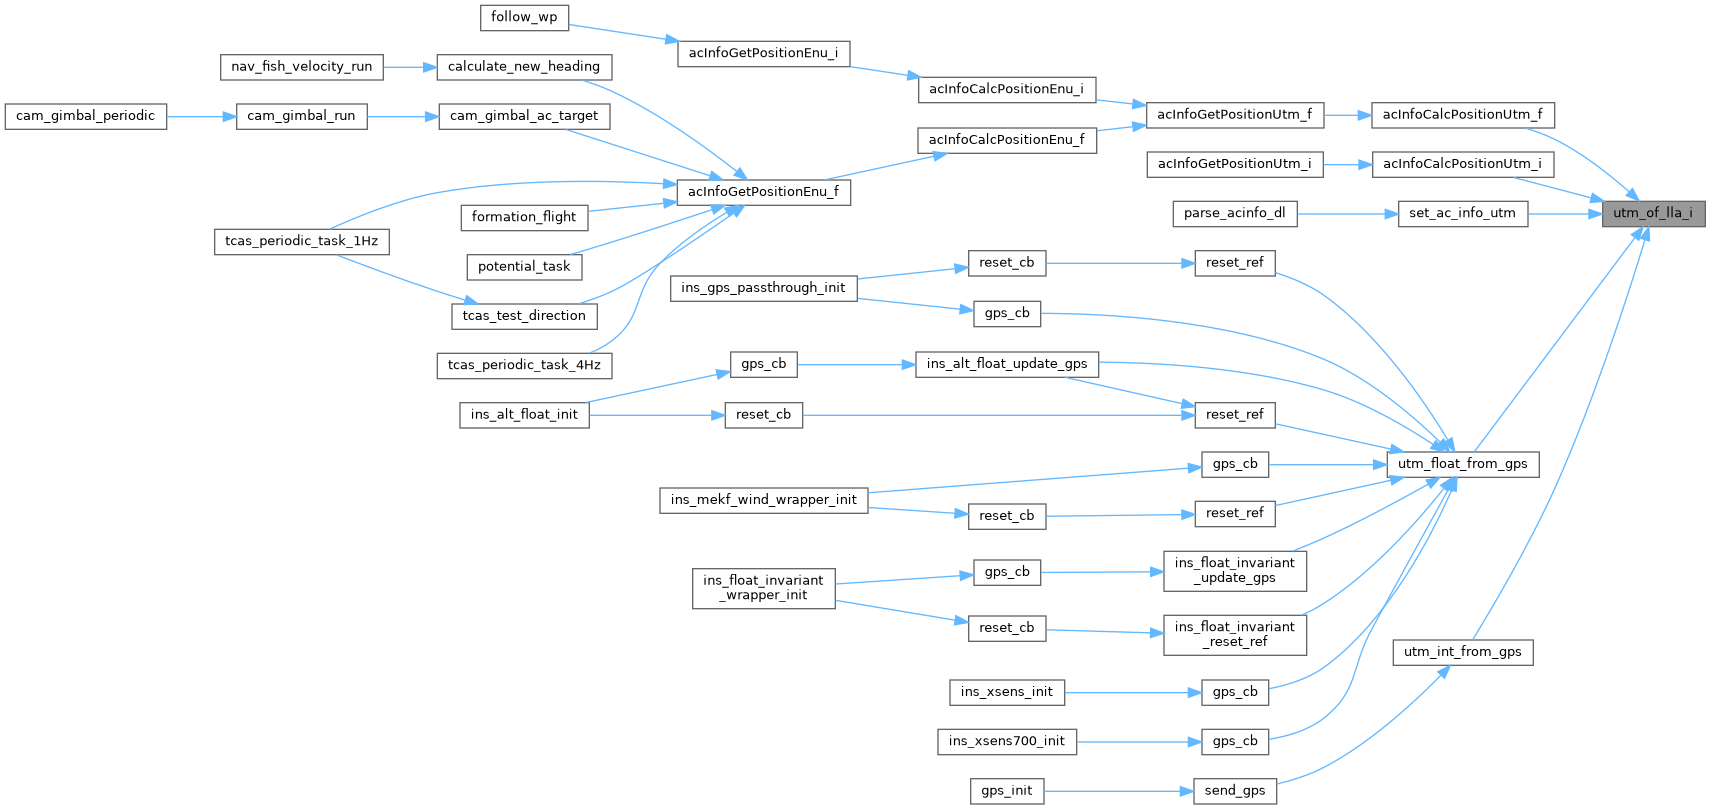 follow_wp
acInfoGetPositionEnu_i
nav_fish_velocity_run
calculate_new_heading
acInfoCalcPositionEnu_i
cam_gimbal_periodic
cam_gimbal_run
cam_gimbal_ac_target
acInfoGetPositionUtm_f
acInfoCalcPositionUtm_f
acInfoCalcPositionEnu_f
acInfoGetPositionUtm_i
acInfoCalcPositionUtm_i
acInfoGetPositionEnu_f
formation_flight
parse_acinfo_dl
set_ac_info_utm
utm_of_lla_i
tcas_periodic_task_1Hz
potential_task
reset_cb
reset_ref
ins_gps_passthrough_init
tcas_test_direction
gps_cb
tcas_periodic_task_4Hz
gps_cb
ins_alt_float_update_gps
ins_alt_float_init
reset_cb
reset_ref
gps_cb
utm_float_from_gps
ins_mekf_wind_wrapper_init
reset_cb
reset_ref
ins_float_invariant
_wrapper_init
gps_cb
ins_float_invariant
_update_gps
reset_cb
ins_float_invariant
_reset_ref
utm_int_from_gps
ins_xsens_init
gps_cb
ins_xsens700_init
gps_cb
gps_init
send_gps